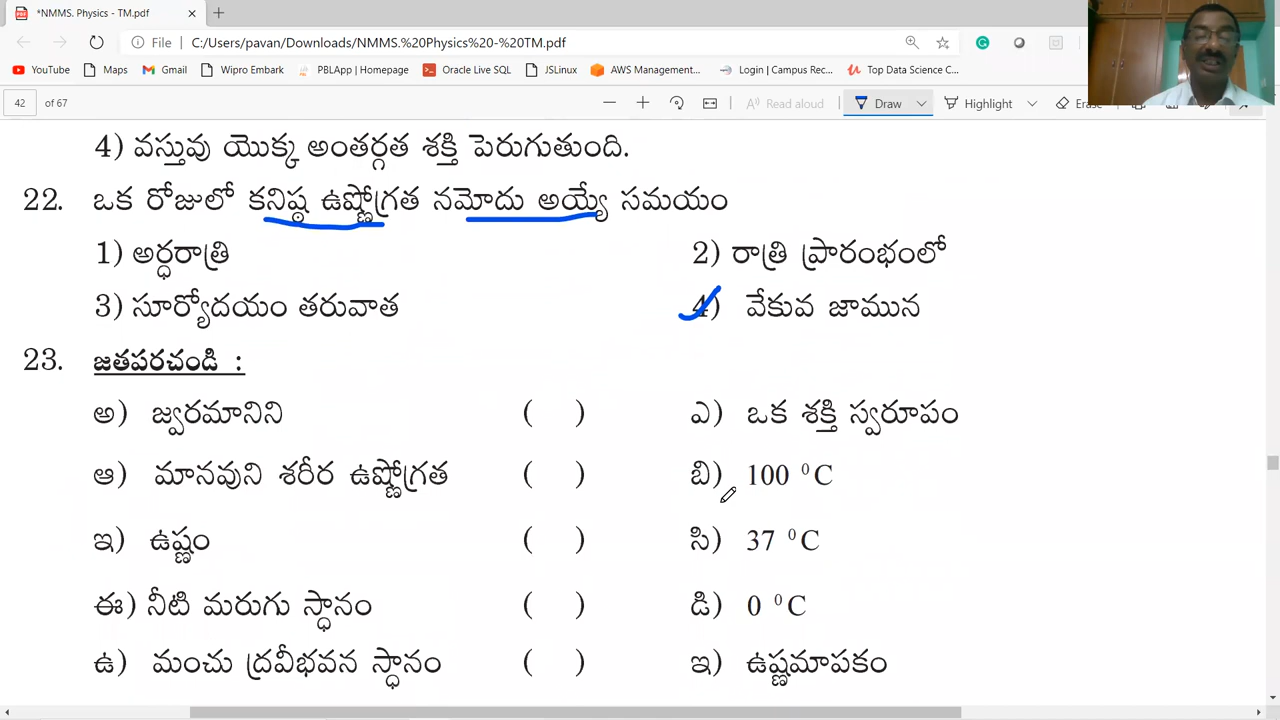 *NMMS. Physics - TM.pdf
File C:/Users/pavan/Downloads/NMMS.%20Physics%20-%20TM.pdf
YouTube Maps Gmail Wipro Embark PBLApp | Homepage Oracle Live SQL JSLinux AWS Management... Login | Campus Rec... Top Data Science C...
42 of 67 Read aloud Draw Highlight Erase
4) వస్తువు యొక్క అంతర్గత శక్తి పెరుగుతుంది.
22. ఒక రోజులో కనిష్ఠ ఉష్ణోగ్రత నమోదు అయ్యే సమయం
1) అర్ధరాత్రి 2) రాత్రి ప్రారంభంలో
3) సూర్యోదయం తరువాత 4) వేకువ జామున
23. జతపరచండి :
అ) జ్వరమానిని ( ) ఎ) ఒక శక్తి స్వరూపం
ఆ) మానవుని శరీర ఉష్ణోగ్రత ( ) బి) 100 ⁰C
ఇ) ఉష్ణం ( ) సి) 37 ⁰C
ఈ) నీటి మరుగు స్థానం ( ) డి) 0 ⁰C
ఉ) మంచు ద్రవీభవన స్థానం ( ) ఇ) ఉష్ణమాపకం